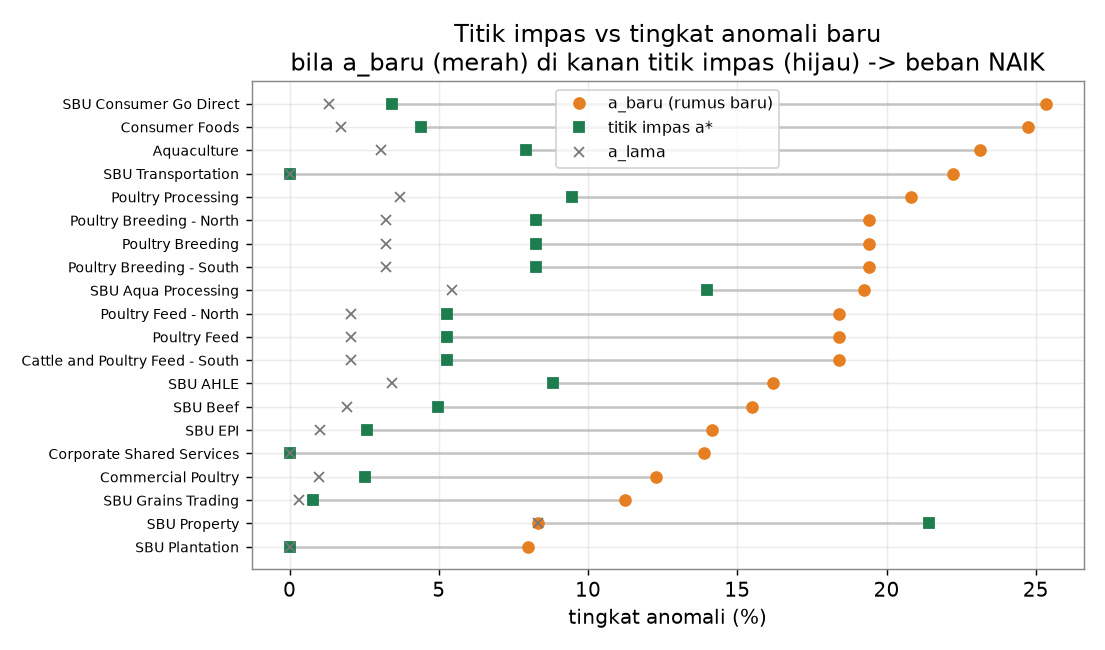 Titik impas vs tingkat anomali baru
bila a_baru (merah) di kanan titik impas (hijau) -> beban NAIK
a_baru (rumus baru)
titik impas a*
a_lama
SBU Consumer Go Direct
Consumer Foods
Aquaculture
SBU Transportation
Poultry Processing
Poultry Breeding - North
Poultry Breeding
Poultry Breeding - South
SBU Aqua Processing
Poultry Feed - North
Poultry Feed
Cattle and Poultry Feed - South
SBU AHLE
SBU Beef
SBU EPI
Corporate Shared Services
Commercial Poultry
SBU Grains Trading
SBU Property
SBU Plantation
0 5 10 15 20 25
tingkat anomali (%)